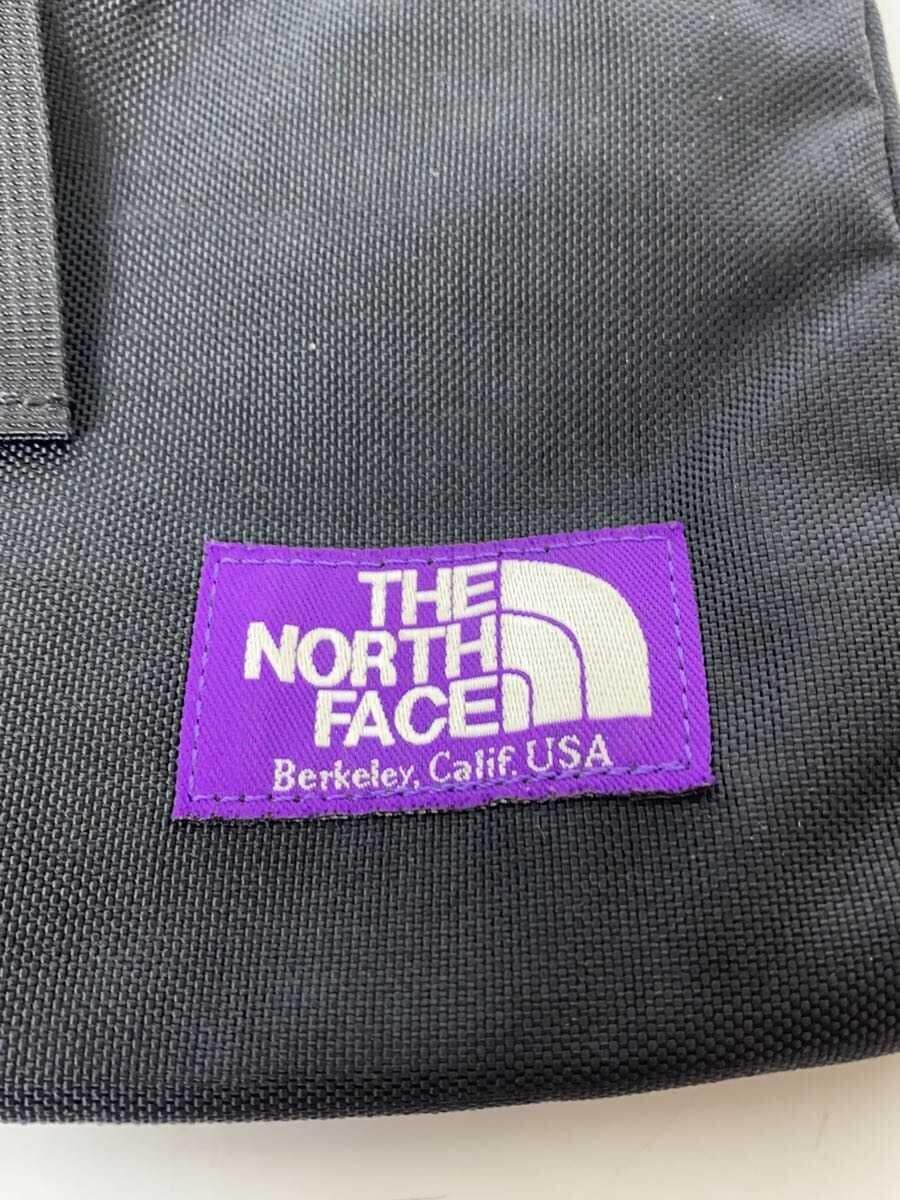 THE
NORTH
FACE
Berkeley, Calif. USA